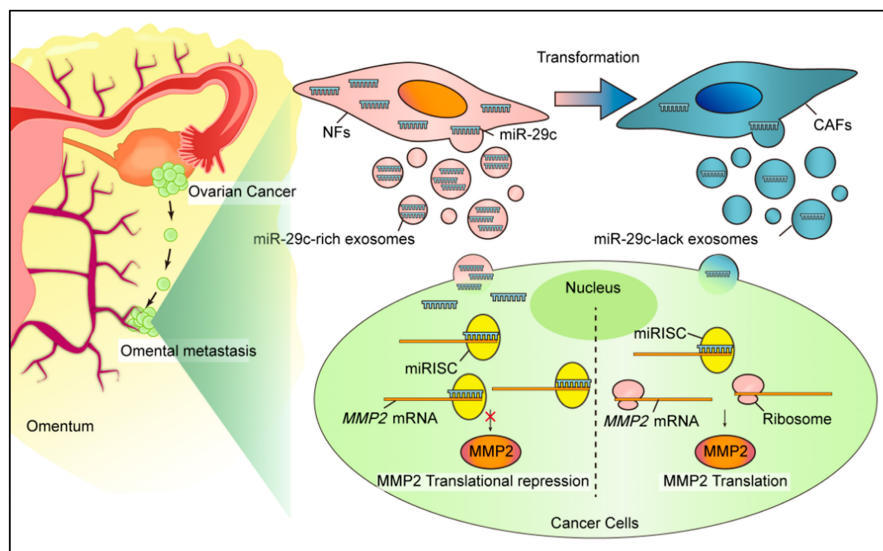 Transformation
NFs
miR-29c
CAFs
Ovarian Cancer
miR-29c-rich exosomes
miR-29c-lack exosomes
Nucleus
Omental metastasis
miRISC
miRISC
MMP2 mRNA
MMP2 mRNA
Ribosome
Omentum
MMP2
MMP2
MMP2 Translational repression
MMP2 Translation
Cancer Cells